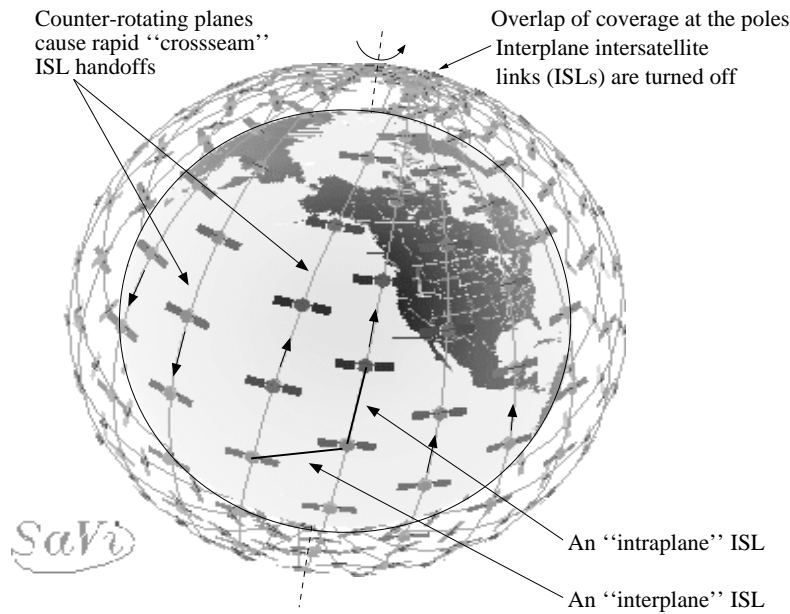 Counter-rotating planes
cause rapid ‘‘crossseam’’
ISL handoffs
Overlap of coverage at the poles
Interplane intersatellite
links (ISLs) are turned off
SaVi
An ‘‘intraplane’’ ISL
An ‘‘interplane’’ ISL